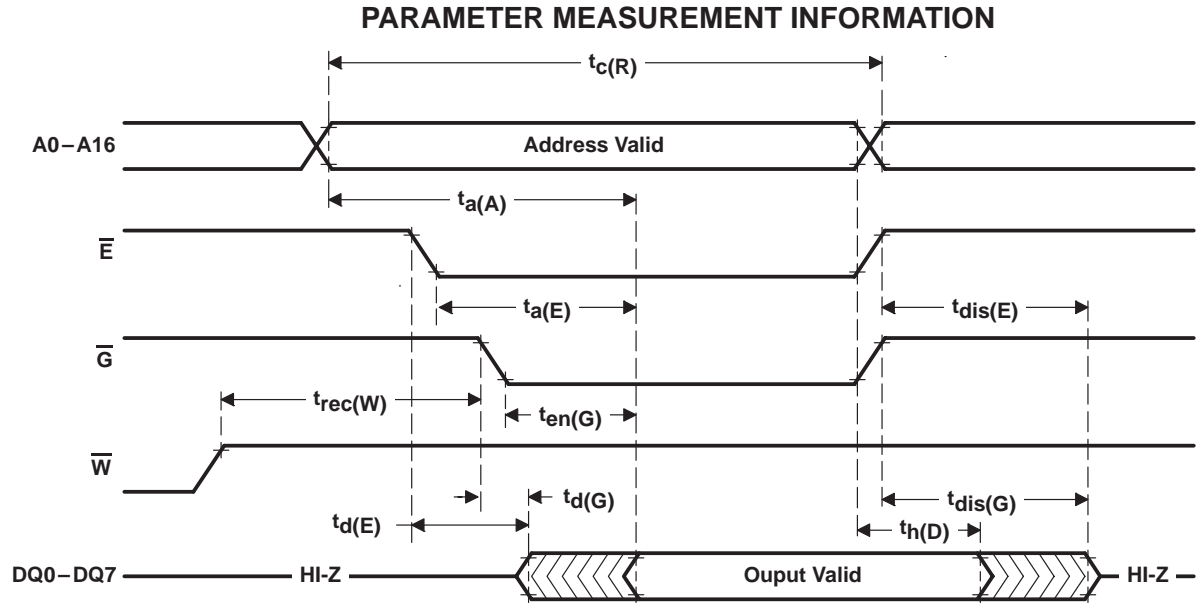 PARAMETER MEASUREMENT INFORMATION
tc(R)
A0–A16
Address Valid
ta(A)
E
ta(E)
tdis(E)
G
trec(W)
ten(G)
W
td(G)
tdis(G)
td(E)
th(D)
DQ0–DQ7
HI-Z
Ouput Valid
HI-Z